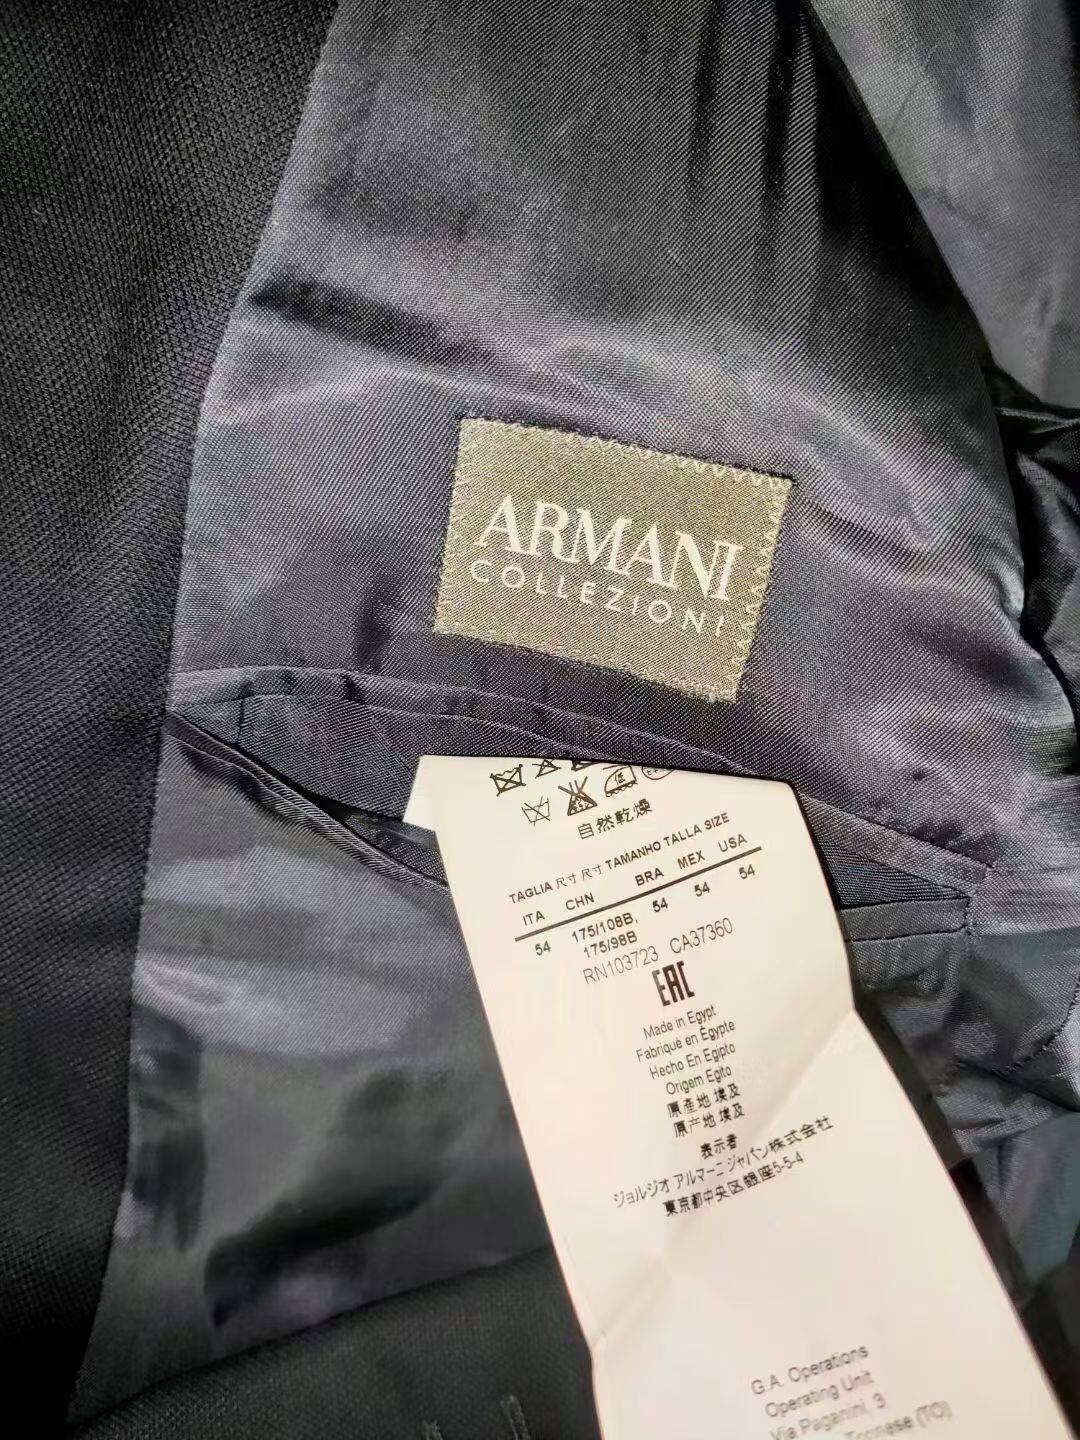 ARMANI
COLLEZIONI
自然乾燥
TAGLIA 尺寸 尺寸 TAMANHO TALLA SIZE
ITA CHN BRA MEX USA
54 175/108B, 54 54 54
175/98B
RN103723 CA37360
EAC
Made in Egypt
Fabriqué en Égypte
Hecho En Egipto
Origem Egito
原産地 埃及
原产地 埃及
表示者
ジョルジオ アルマーニ ジャパン株式会社
東京都中央区銀座5-5-4
G.A. Operations
Operating Unit
Via Paganini, 3
(TO)